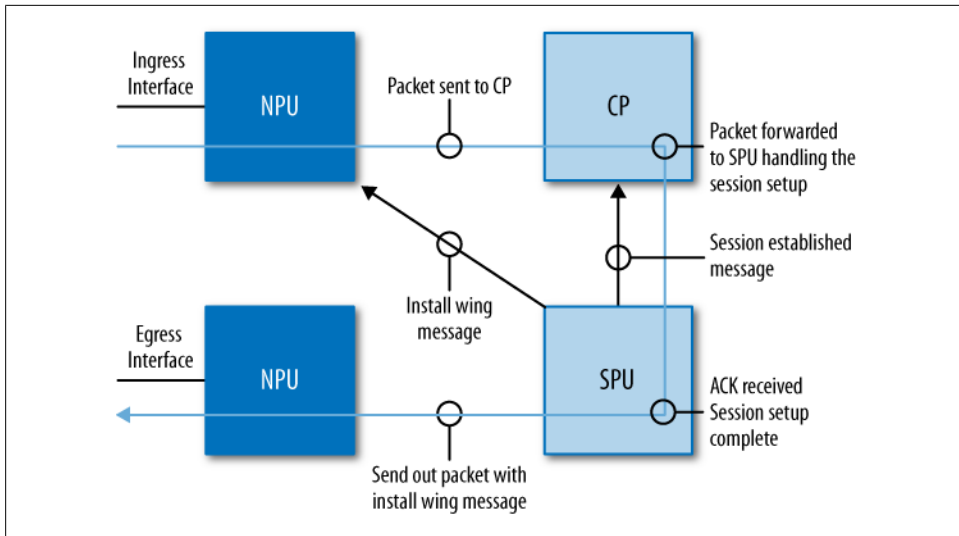 Ingress
Interface
NPU
Packet sent to CP
CP
Packet forwarded
to SPU handling the
session setup
Install wing
message
Session established
message
Egress
Interface
NPU
SPU
ACK received
Session setup
complete
Send out packet with
install wing message